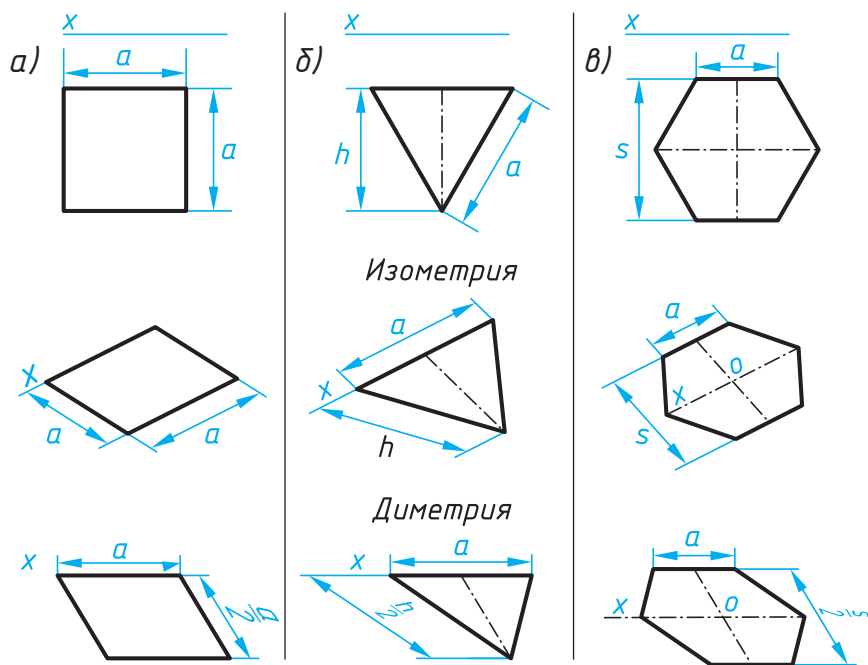 x x x
а) a б) в) a
a h a s
Изометрия
x a a
a x h
a x o s
Диметрия
x a x a a
a/2 h/2 x o s/2